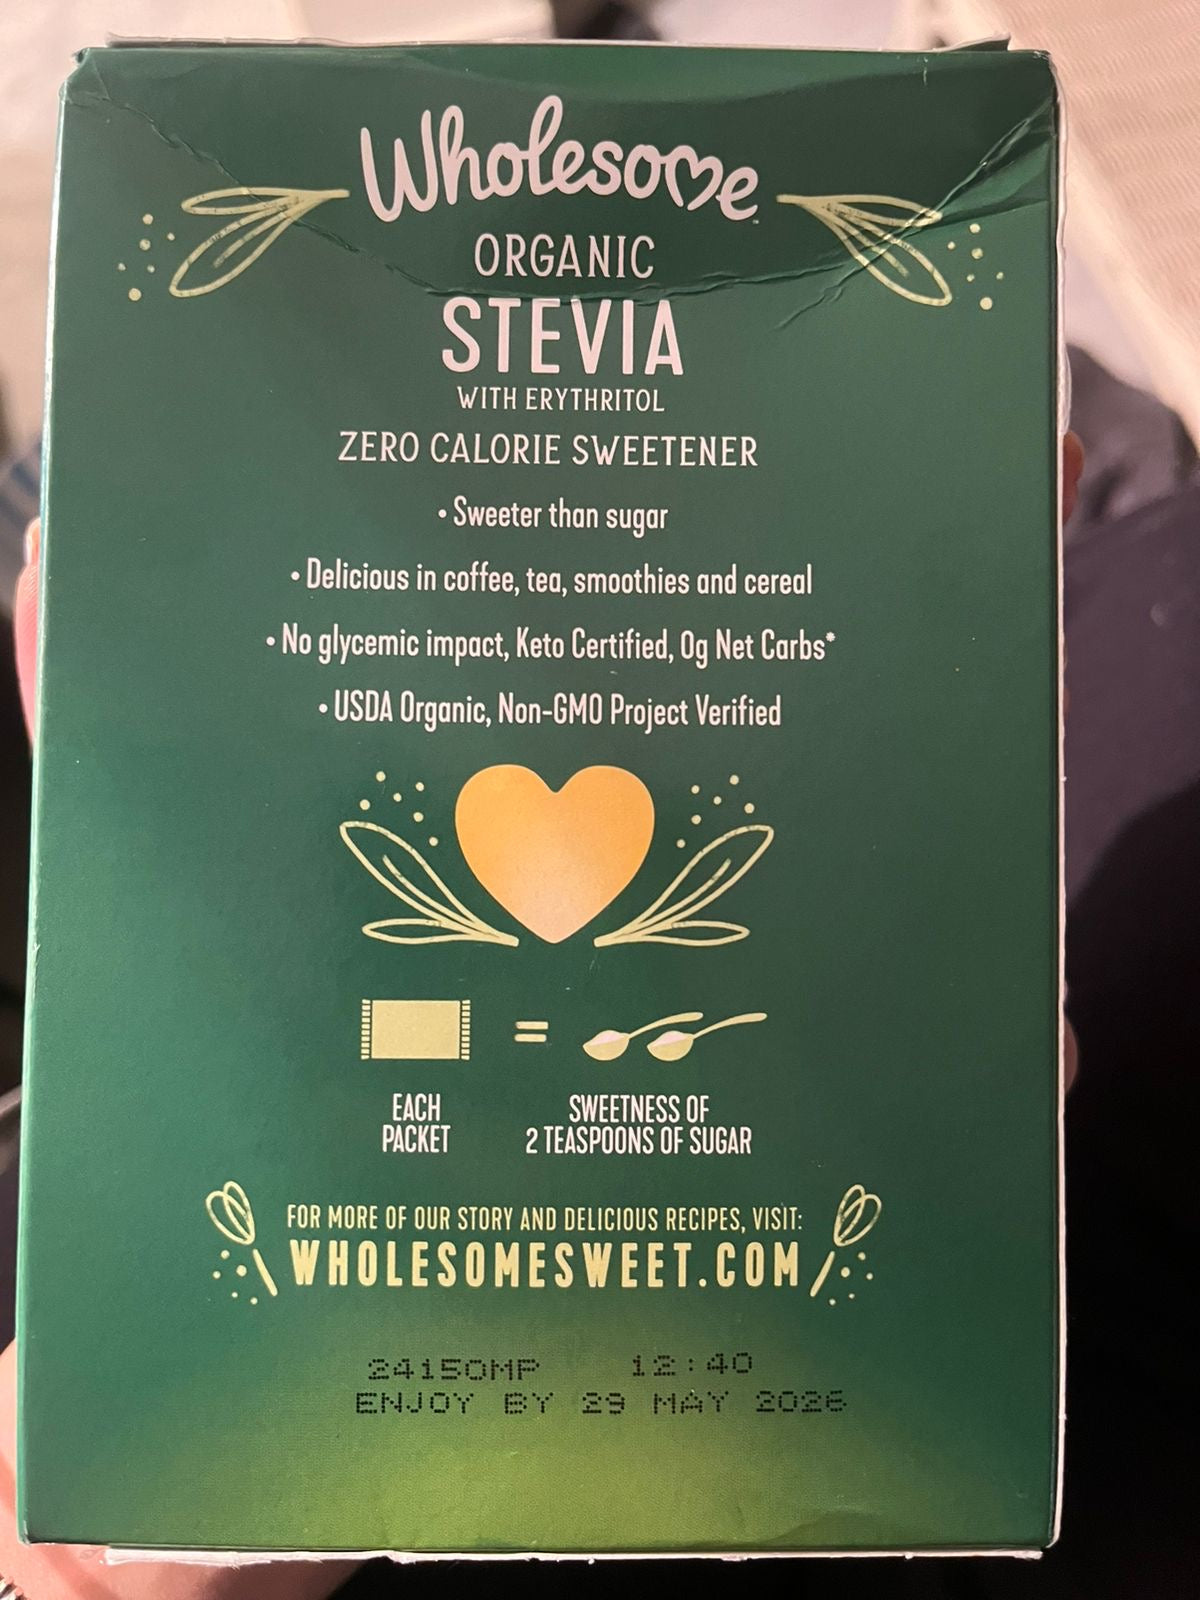 Wholesome™
ORGANIC
STEVIA
WITH ERYTHRITOL
ZERO CALORIE SWEETENER
• Sweeter than sugar
• Delicious in coffee, tea, smoothies and cereal
• No glycemic impact, Keto Certified, 0g Net Carbs*
• USDA Organic, Non-GMO Project Verified
=
EACH
PACKET
SWEETNESS OF
2 TEASPOONS OF SUGAR
FOR MORE OF OUR STORY AND DELICIOUS RECIPES, VISIT:
WHOLESOMESWEET.COM
24150MP 12:40
ENJOY BY 29 MAY 2026